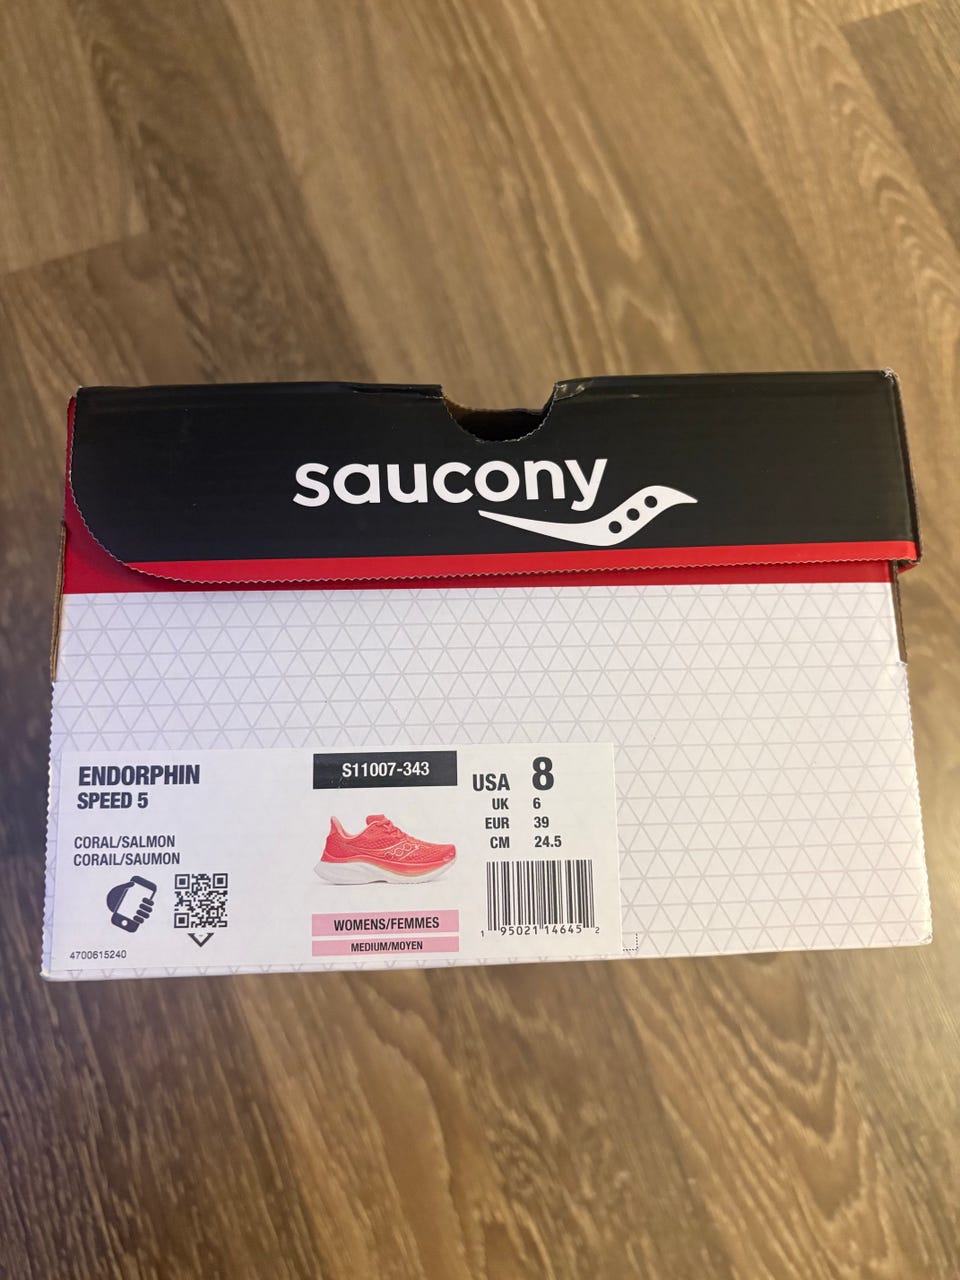 saucony
ENDORPHIN
SPEED 5
CORAL/SALMON
CORAIL/SAUMON
4700615240
S11007-343
WOMENS/FEMMES
MEDIUM/MOYEN
USA 8
UK 6
EUR 39
CM 24.5
1 95021 14645 2